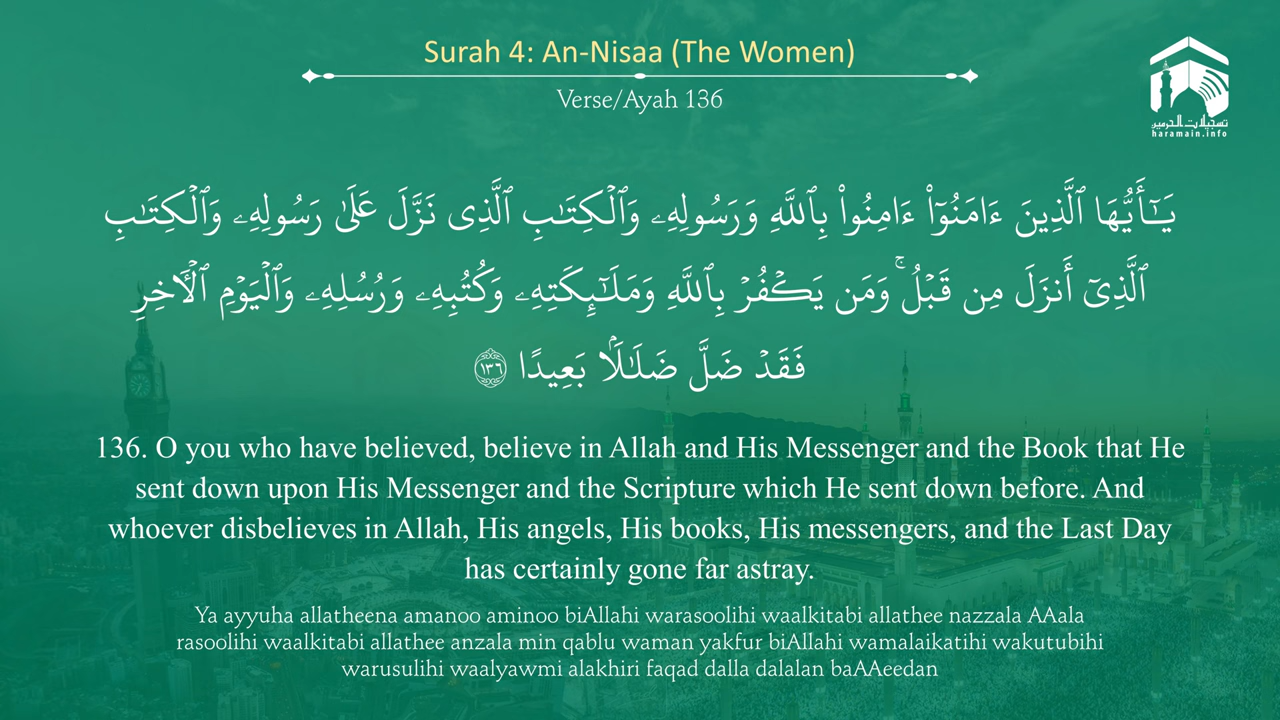 Surah 4: An-Nisaa (The Women)
Verse/Ayah 136
تسجيلات الحرمين
haramain.info
يَـٰٓأَيُّهَا ٱلَّذِينَ ءَامَنُوٓا۟ ءَامِنُوا۟ بِٱللَّهِ وَرَسُولِهِۦ وَٱلْكِتَـٰبِ ٱلَّذِى نَزَّلَ عَلَىٰ رَسُولِهِۦ وَٱلْكِتَـٰبِ
ٱلَّذِىٓ أَنزَلَ مِن قَبْلُ ۚ وَمَن يَكْفُرْ بِٱللَّهِ وَمَلَـٰٓئِكَتِهِۦ وَكُتُبِهِۦ وَرُسُلِهِۦ وَٱلْيَوْمِ ٱلْـَٔاخِرِ
فَقَدْ ضَلَّ ضَلَـٰلًۢا بَعِيدًا ١٣٦
136. O you who have believed, believe in Allah and His Messenger and the Book that He
sent down upon His Messenger and the Scripture which He sent down before. And
whoever disbelieves in Allah, His angels, His books, His messengers, and the Last Day
has certainly gone far astray.
Ya ayyuha allatheena amanoo aminoo biAllahi warasoolihi waalkitabi allathee nazzala AAala
rasoolihi waalkitabi allathee anzala min qablu waman yakfur biAllahi wamalaikatihi wakutubihi
warusulihi waalyawmi alakhiri faqad dalla dalalan baAAeedan